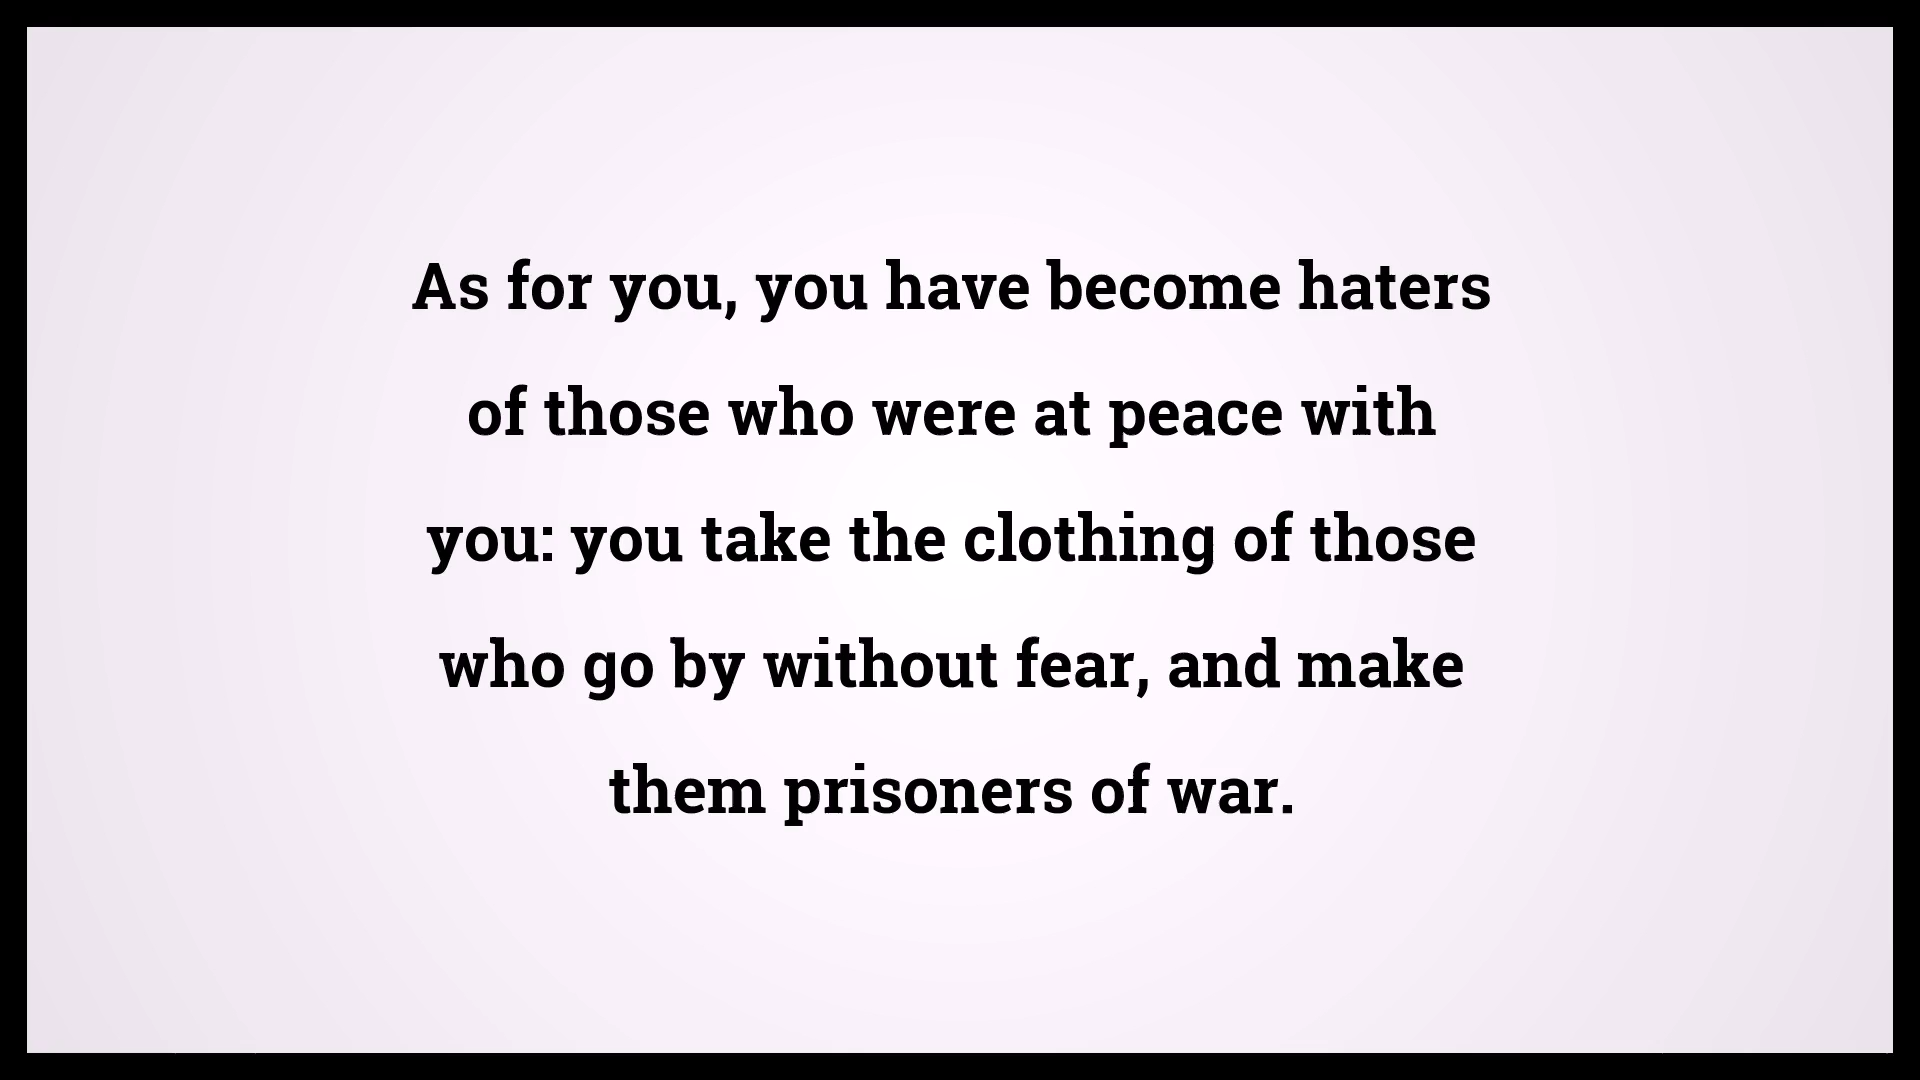 As for you, you have become haters
of those who were at peace with
you: you take the clothing of those
who go by without fear, and make
them prisoners of war.